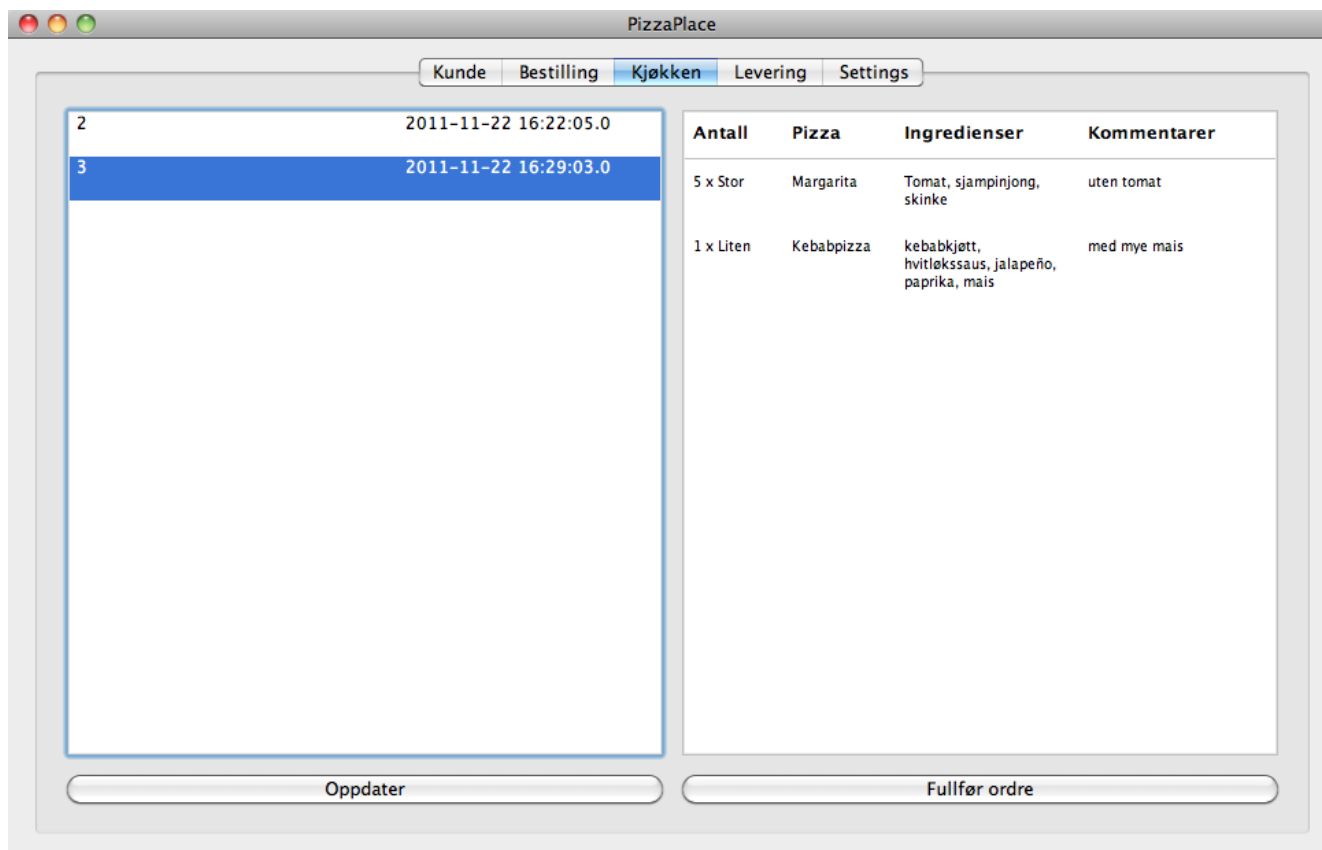 PizzaPlace
Kunde Bestilling Kjøkken Levering Settings
2 2011-11-22 16:22:05.0
3 2011-11-22 16:29:03.0
Antall Pizza Ingredienser Kommentarer
5 x Stor Margarita Tomat, sjampinjong, uten tomat
skinke
1 x Liten Kebabpizza kebabkjøtt, med mye mais
hvitløkssaus, jalapeño,
paprika, mais
Oppdater Fullfør ordre